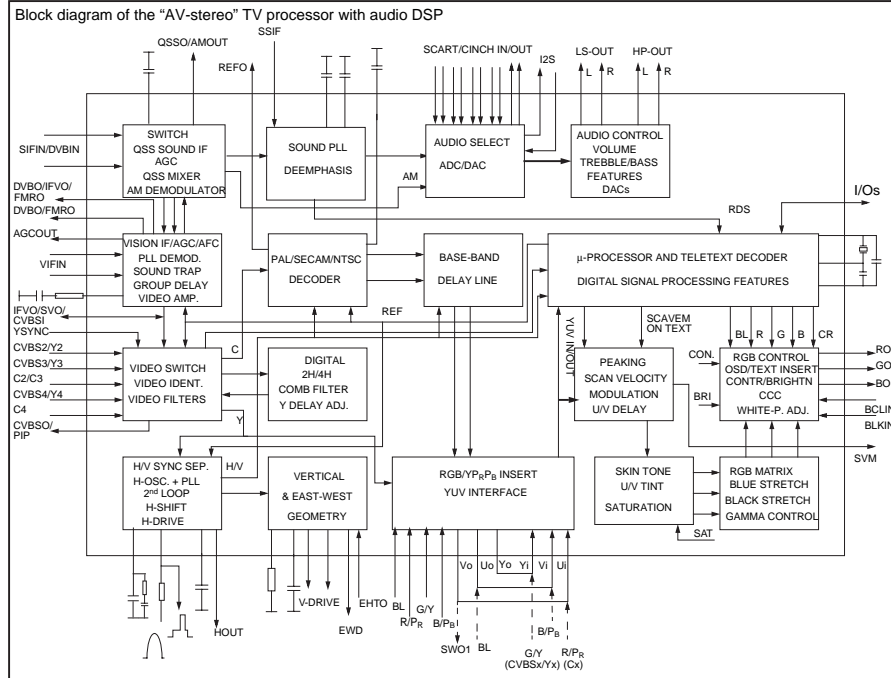 Block diagram of the “AV-stereo” TV processor with audio DSP
QSSO/AMOUT
SSIF
REFO
SCART/CINCH IN/OUT
I2S
LS-OUT
HP-OUT
L
R
L
R
SIFIN/DVBIN
SWITCH
QSS SOUND IF
AGC
QSS MIXER
AM DEMODULATOR
SOUND PLL
DEEMPHASIS
AUDIO SELECT
ADC/DAC
AUDIO CONTROL
VOLUME
TREBBLE/BASS
FEATURES
DACs
AM
RDS
I/Os
DVBO/IFVO/
FMRO
DVBO/FMRO
AGCOUT
VIFIN
IFVO/SVO/
CVBSI
VISION IF/AGC/AFC
PLL DEMOD.
SOUND TRAP
GROUP DELAY
VIDEO AMP.
PAL/SECAM/NTSC
DECODER
BASE-BAND
DELAY LINE
μ-PROCESSOR AND TELETEXT DECODER
DIGITAL SIGNAL PROCESSING FEATURES
REF
YSYNC
CVBS2/Y2
CVBS3/Y3
C2/C3
CVBS4/Y4
C4
CVBSO/
PIP
VIDEO SWITCH
VIDEO IDENT.
VIDEO FILTERS
C
Y
DIGITAL
2H/4H
COMB FILTER
Y DELAY ADJ.
YUV IN/OUT
SCAVEM
ON TEXT
BL
R
G
B
CR
CON.
BRI
PEAKING
SCAN VELOCITY
MODULATION
U/V DELAY
RGB CONTROL
OSD/TEXT INSERT
CONTR/BRIGHTN
CCC
WHITE-P. ADJ.
RO
GO
BO
BCLIN
BLKIN
SVM
H/V SYNC SEP.
H-OSC. + PLL
2nd LOOP
H-SHIFT
H-DRIVE
H/V
VERTICAL
& EAST-WEST
GEOMETRY
RGB/YPRPB INSERT
YUV INTERFACE
SKIN TONE
U/V TINT
SATURATION
RGB MATRIX
BLUE STRETCH
BLACK STRETCH
GAMMA CONTROL
SAT
Vo
Uo
Yo
Yi
Vi
Ui
HOUT
V-DRIVE
EWD
EHTO
BL
R/PR
G/Y
B/PB
SWO1
BL
G/Y
(CVBSx/Yx)
B/PB
R/PR
(Cx)